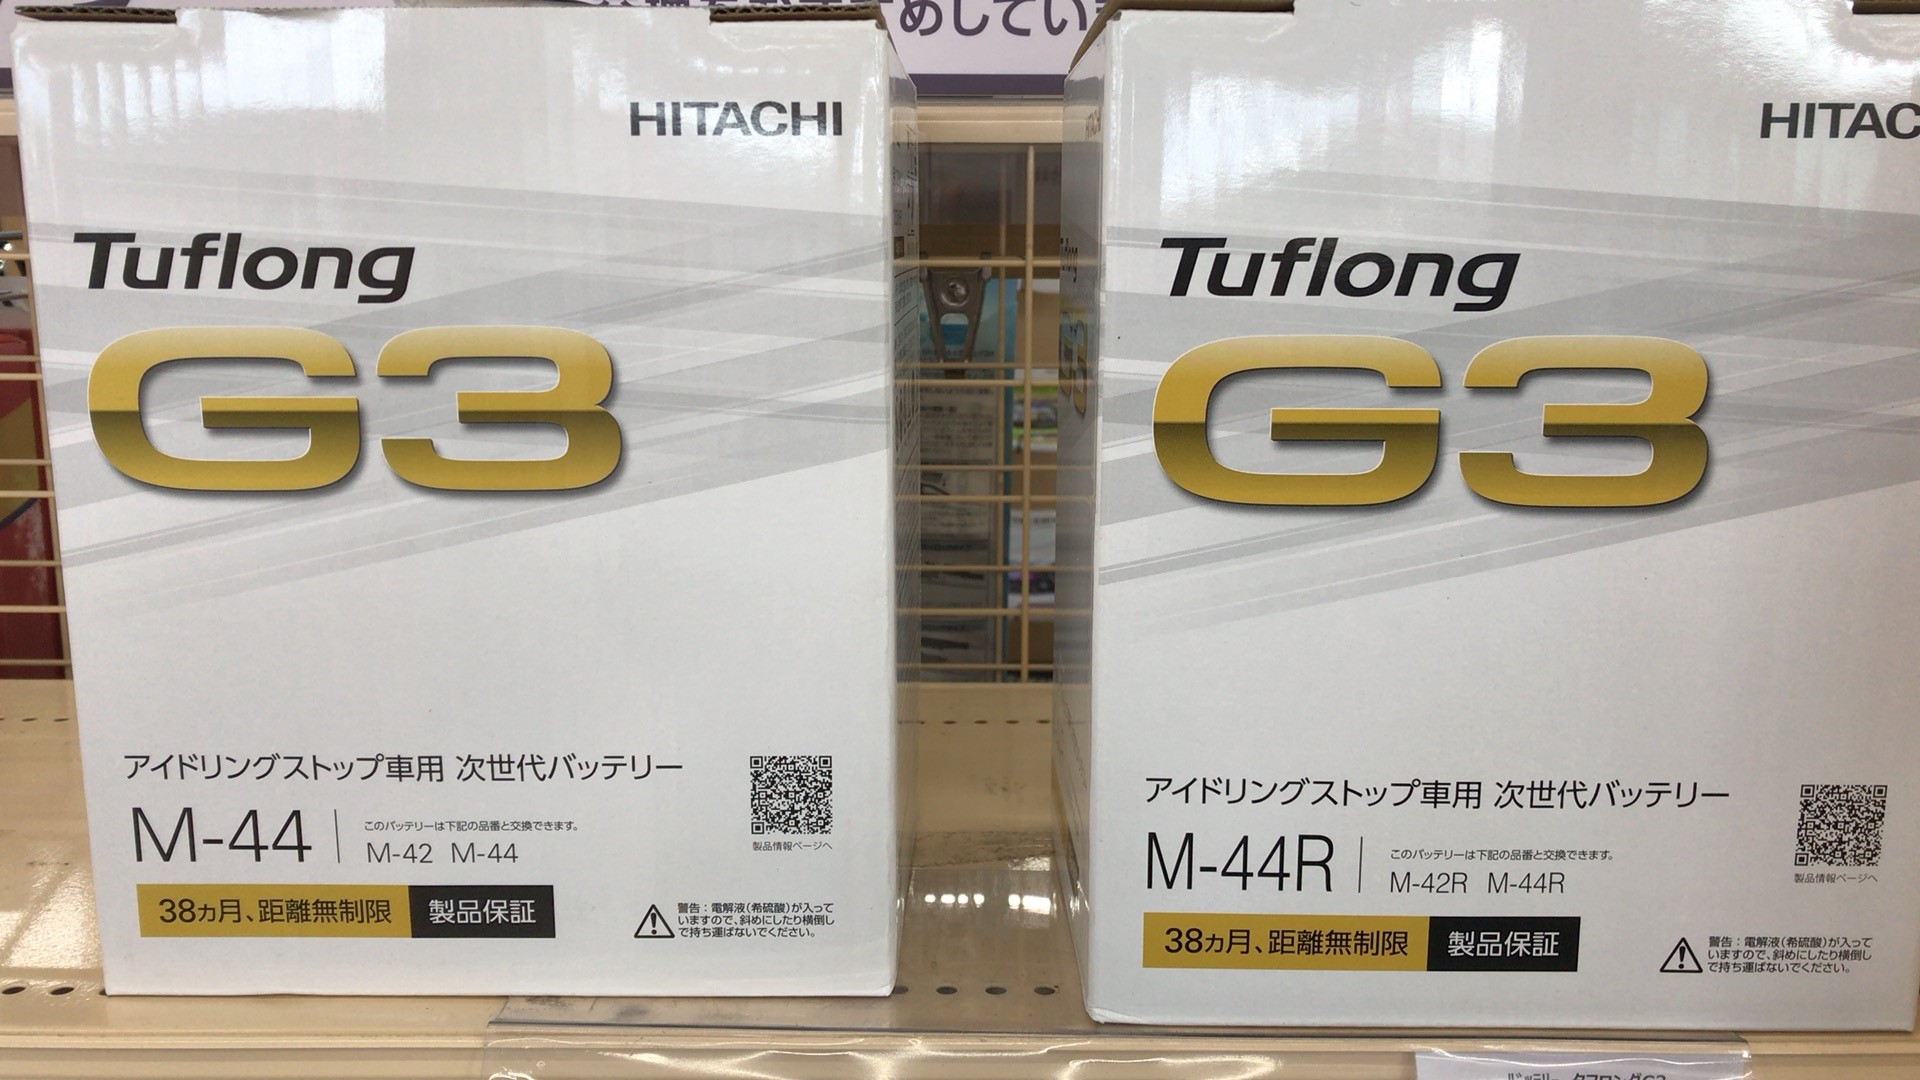 めしてい
HITACHI
Tuflong
G3
アイドリングストップ車用 次世代バッテリー
M-44
このバッテリーは下記の品番と交換できます。
M-42 M-44
製品情報ページへ
38カ月、距離無制限 製品保証
警告：電解液（希硫酸）が入って
いますので、斜めにしたり横倒し
で持ち運ばないでください。
HITAC
Tuflong
G3
アイドリングストップ車用 次世代バッテリー
M-44R
このバッテリーは下記の品番と交換できます。
M-42R M-44R
製品情報ページへ
38カ月、距離無制限 製品保証
警告：電解液（希硫酸）が入って
いますので、斜めにしたり横倒し
で持ち運ばないでください。